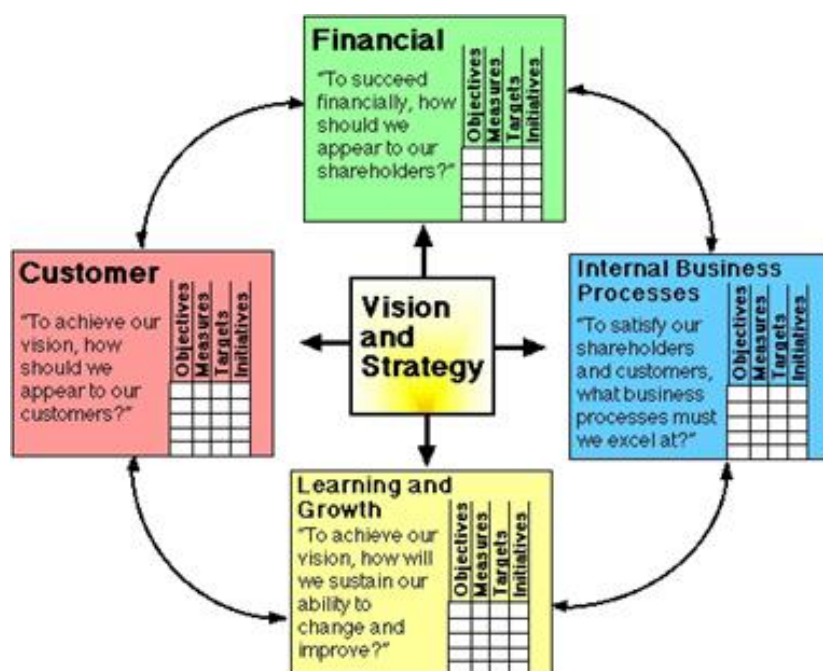 Financial
"To succeed
financially, how
should we
appear to our
shareholders?"
Objectives
Measures
Targets
Initiatives
Customer
"To achieve our
vision, how
should we
appear to our
customers?"
Objectives
Measures
Targets
Initiatives
Vision
and
Strategy
Internal Business
Processes
"To satisfy our
shareholders
and customers,
what business
processes must
we excel at?"
Objectives
Measures
Targets
Initiatives
Learning and
Growth
"To achieve our
vision, how will
we sustain our
ability to
change and
improve?"
Objectives
Measures
Targets
Initiatives